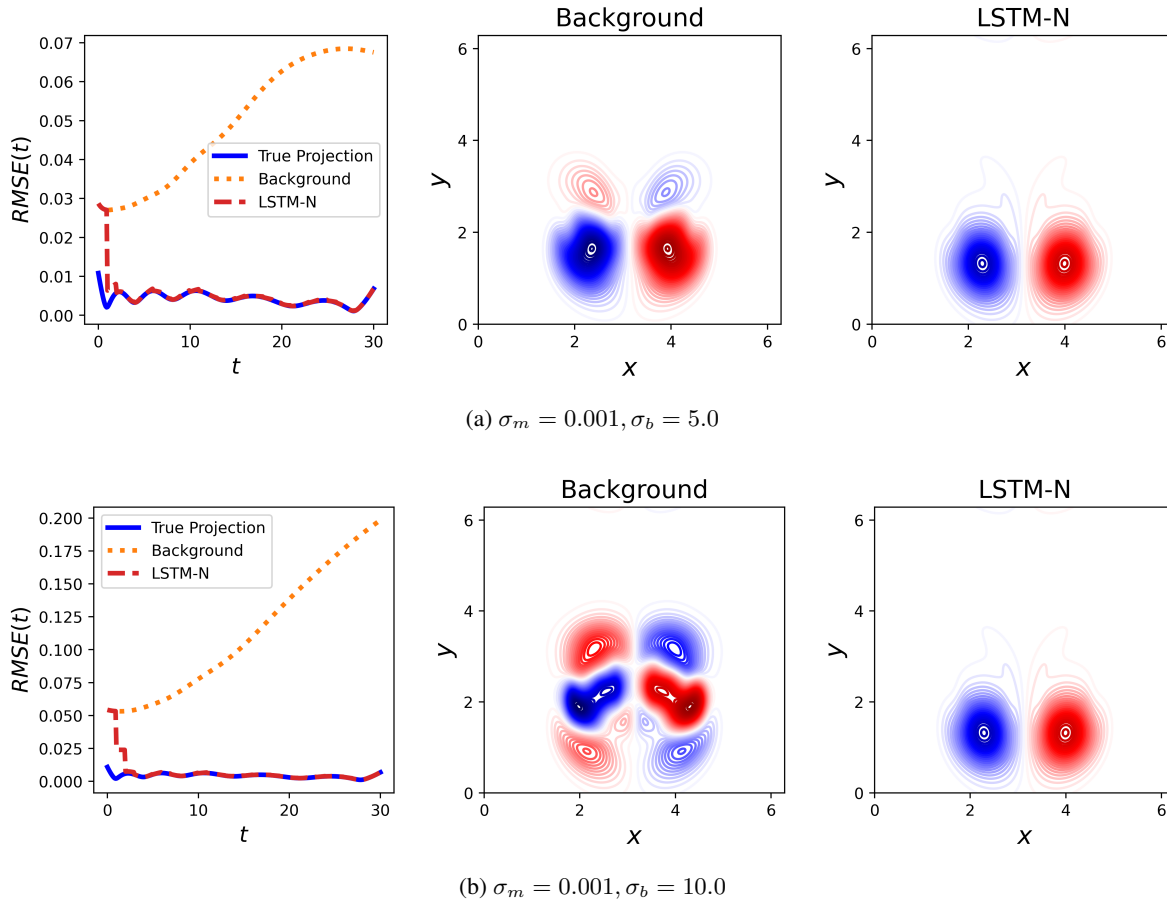 Background
LSTM-N
0.07
0.06
0.05
0.04
0.03
0.02
0.01
0.00
RMSE(t)
True Projection
Background
LSTM-N
0
10
20
30
t
6
4
2
0
y
0
2
4
6
x
6
4
2
0
y
0
2
4
6
x
(a) σm = 0.001, σb = 5.0
Background
LSTM-N
0.200
0.175
0.150
0.125
0.100
0.075
0.050
0.025
0.000
RMSE(t)
True Projection
Background
LSTM-N
0
10
20
30
t
6
4
2
0
y
0
2
4
6
x
6
4
2
0
y
0
2
4
6
x
(b) σm = 0.001, σb = 10.0